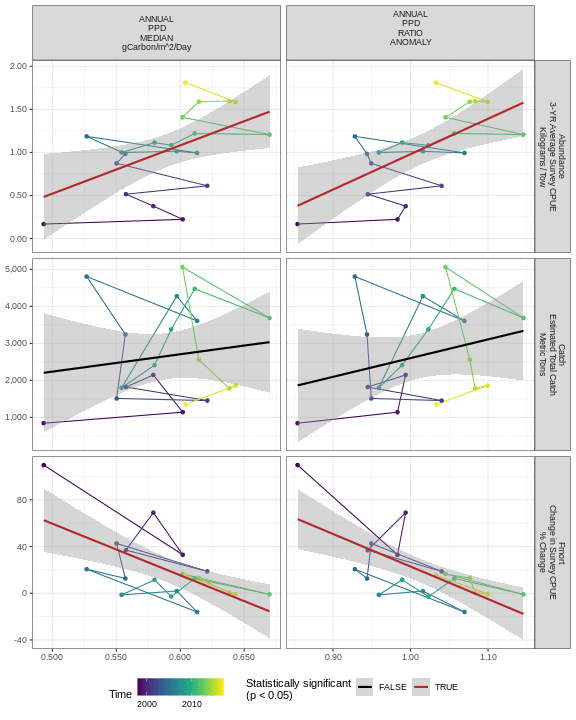 ANNUAL
PPD
MEDIAN
gCarbon/m^2/Day
ANNUAL
PPD
RATIO
ANOMALY
2.00
1.50
1.00
0.50
0.00
Abundance
3-YR Average Survey CPUE
Kilograms / Tow
5,000
4,000
3,000
2,000
1,000
Catch
Estimated Total Catch
Metric Tons
80
40
0
-40
Fmort
Change in Survey CPUE
% Change
0.500
0.550
0.600
0.650
0.90
1.00
1.10
Time
2000
2010
Statistically significant
(p < 0.05)
FALSE
TRUE